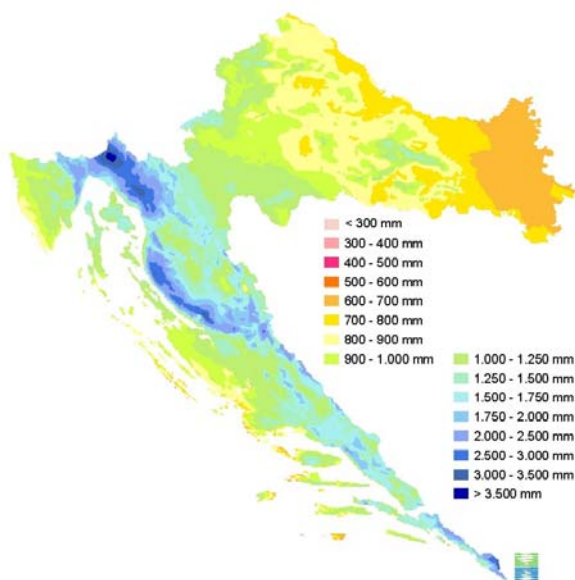 < 300 mm
300 - 400 mm
400 - 500 mm
500 - 600 mm
600 - 700 mm
700 - 800 mm
800 - 900 mm
900 - 1.000 mm
1.000 - 1.250 mm
1.250 - 1.500 mm
1.500 - 1.750 mm
1.750 - 2.000 mm
2.000 - 2.500 mm
2.500 - 3.000 mm
3.000 - 3.500 mm
> 3.500 mm